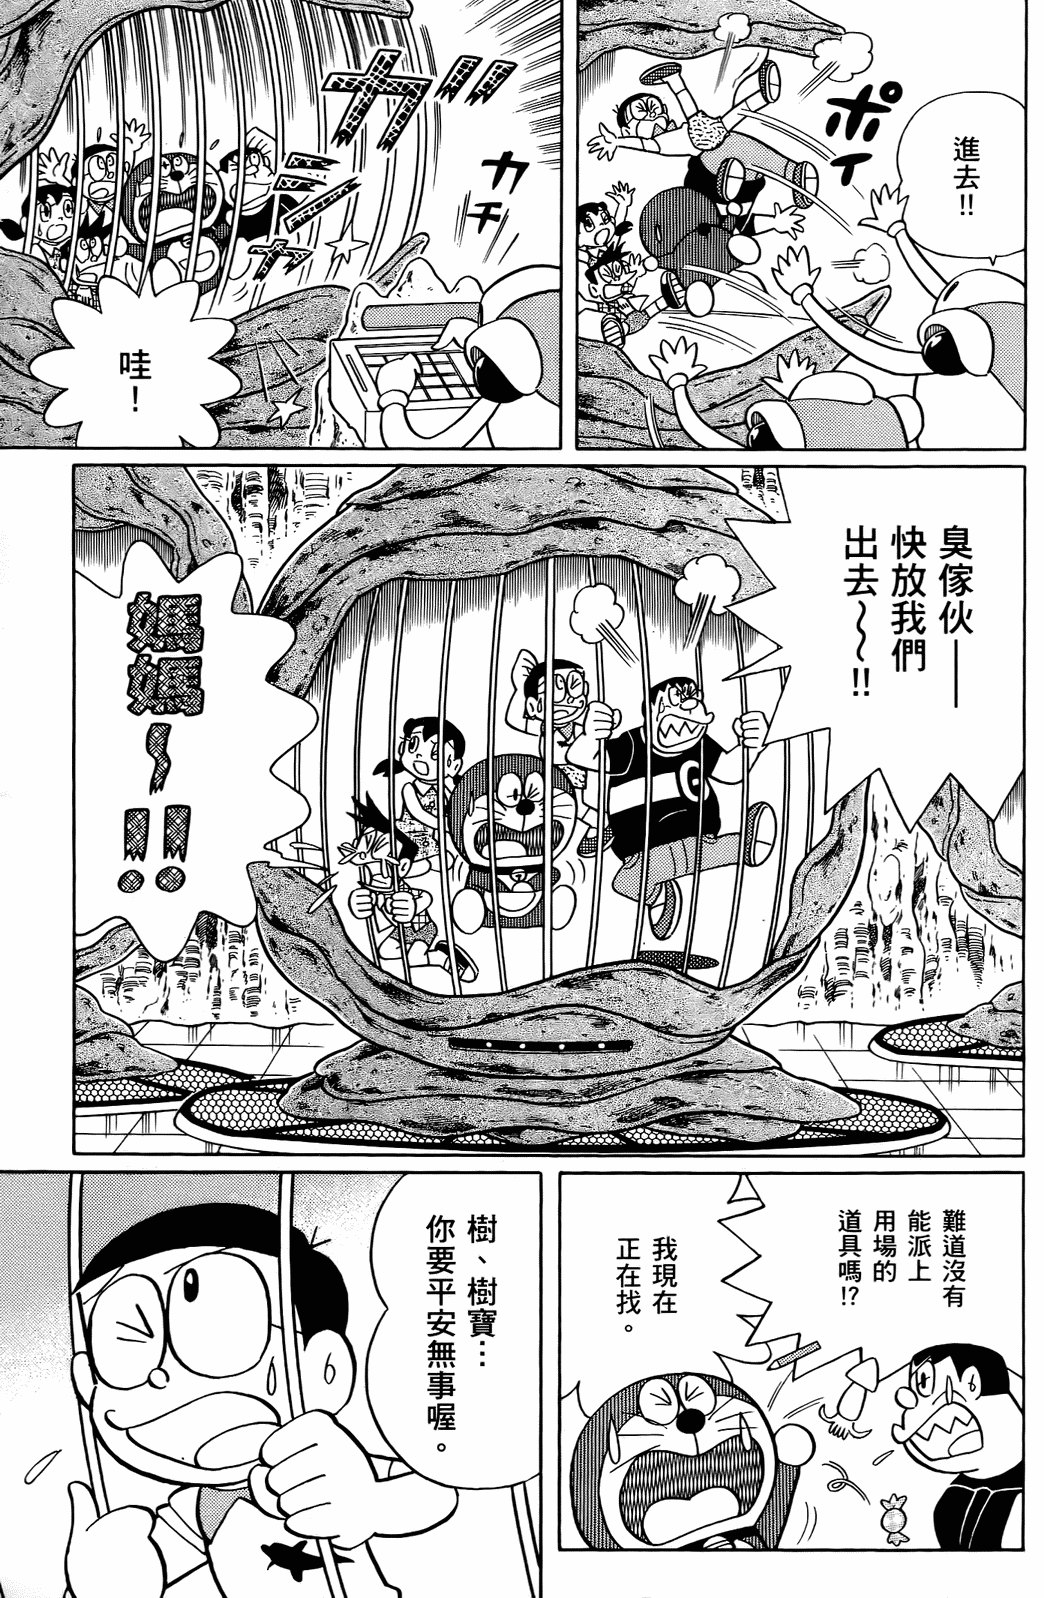 進去!!
ポイ
ガシガガ
カチ
哇！
臭傢伙——
快放我們
出去～～!!
媽媽～!!
難道沒有
能派上
用場的
道具嗎!?
我現在
正在找。
樹、樹寶…
你要平安無事喔。